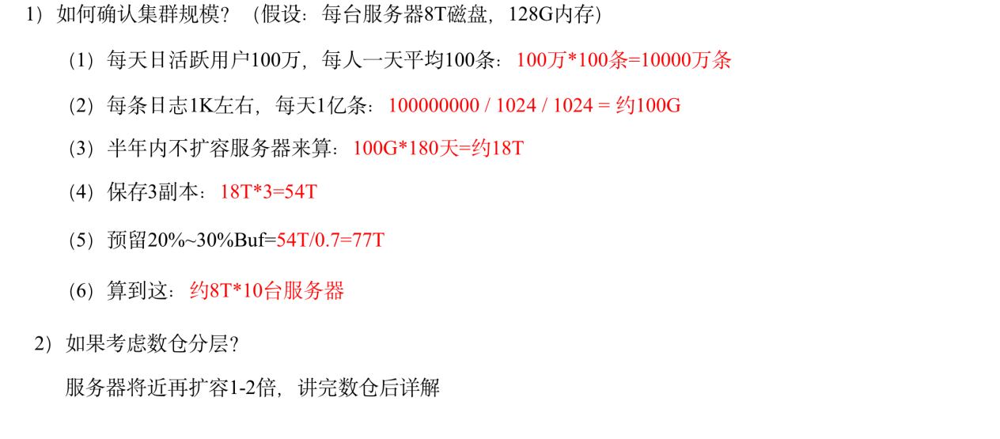 1）如何确认集群规模？（假设：每台服务器8T磁盘，128G内存）
（1）每天日活跃用户100万，每人一天平均100条：100万*100条=10000万条
（2）每条日志1K左右，每天1亿条：100000000 / 1024 / 1024 = 约100G
（3）半年内不扩容服务器来算：100G*180天=约18T
（4）保存3副本：18T*3=54T
（5）预留20%~30%Buf=54T/0.7=77T
（6）算到这：约8T*10台服务器
2）如果考虑数仓分层？
服务器将近再扩容1-2倍，讲完数仓后详解